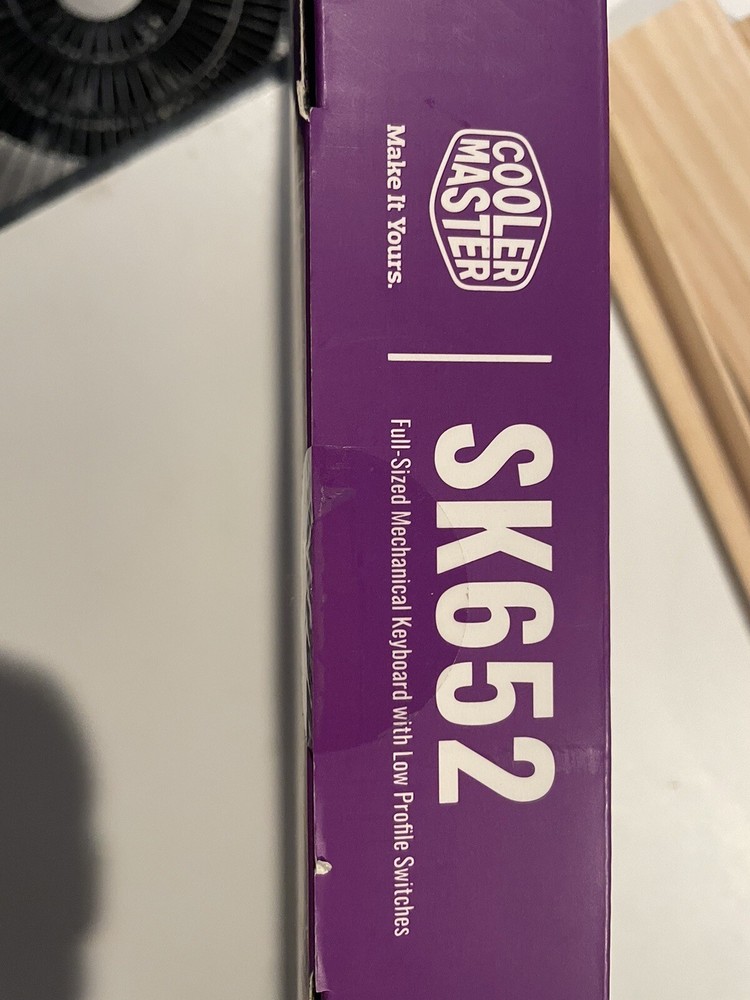 COOLER
MASTER
Make It Yours.
SK652
Full-Sized Mechanical Keyboard with Low Profile Switches